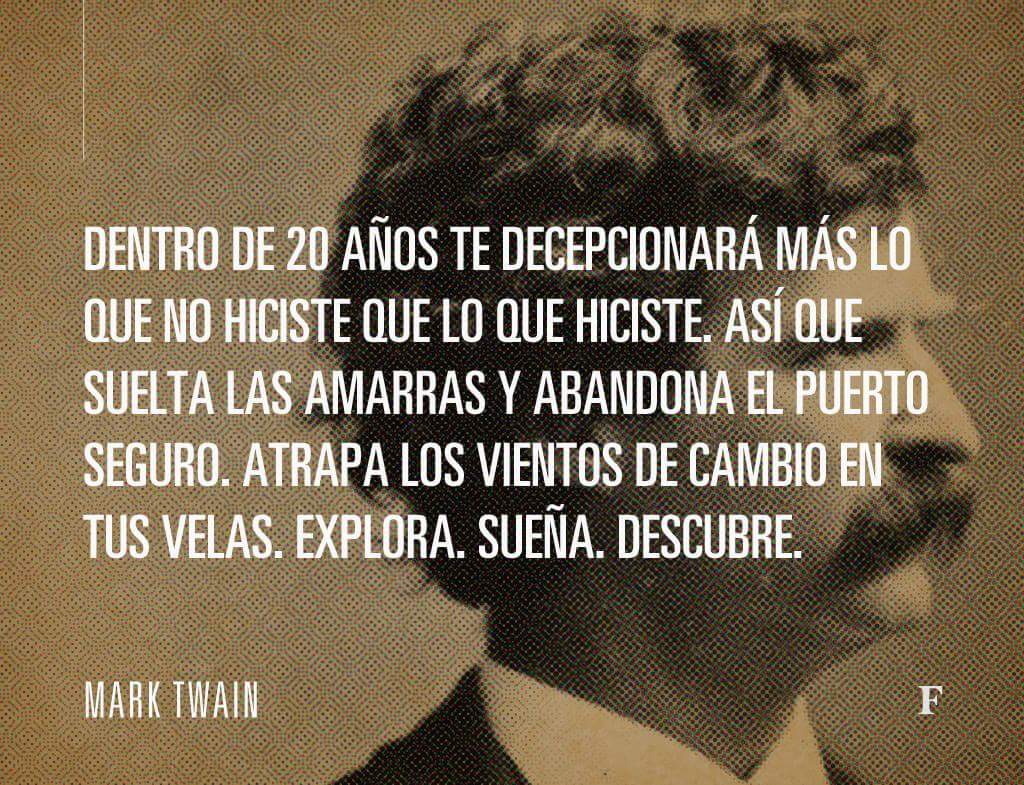 DENTRO DE 20 AÑOS TE DECEPCIONARÁ MÁS LO
QUE NO HICISTE QUE LO QUE HICISTE. ASÍ QUE
SUELTA LAS AMARRAS Y ABANDONA EL PUERTO
SEGURO. ATRAPA LOS VIENTOS DE CAMBIO EN
TUS VELAS. EXPLORA. SUEÑA. DESCUBRE.
MARK TWAIN
F